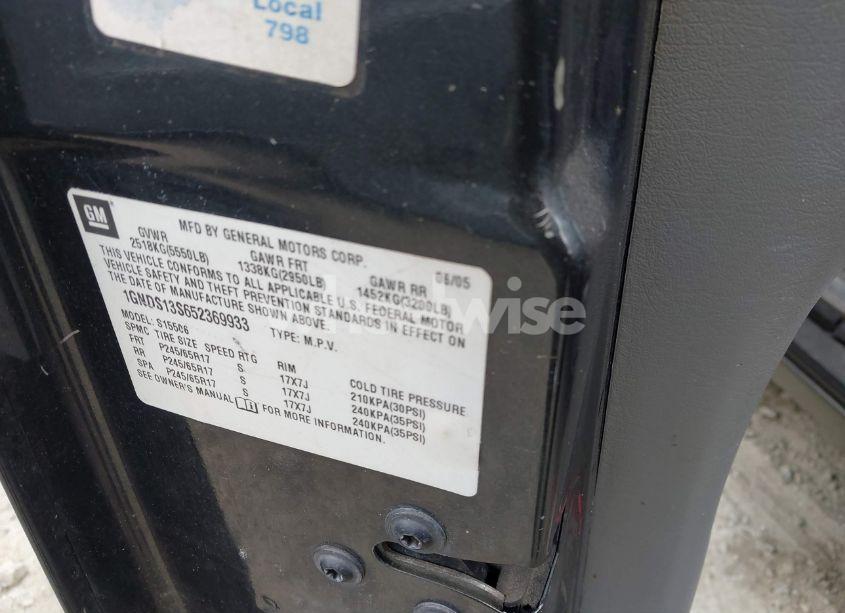 Local
798
GM
MFD BY GENERAL MOTORS CORP. 06/05
GVWR GAWR FRT GAWR RR
2518KG(5550LB) 1338KG(2950LB) 1452KG(3200LB)
THIS VEHICLE CONFORMS TO ALL APPLICABLE U.S. FEDERAL MOTOR
VEHICLE SAFETY AND THEFT PREVENTION STANDARDS IN EFFECT ON
THE DATE OF MANUFACTURE SHOWN ABOVE.
1GNDS13S652369933 TYPE: M.P.V.
MODEL: S15506
SPMC TIRE SIZE SPEED RTG RIM COLD TIRE PRESSURE
FRT P245/65R17 S 17X7J 210KPA(30PSI)
RR P245/65R17 S 17X7J 240KPA(35PSI)
SPA P245/65R17 S 17X7J 240KPA(35PSI)
SEE OWNER'S MANUAL FOR MORE INFORMATION.